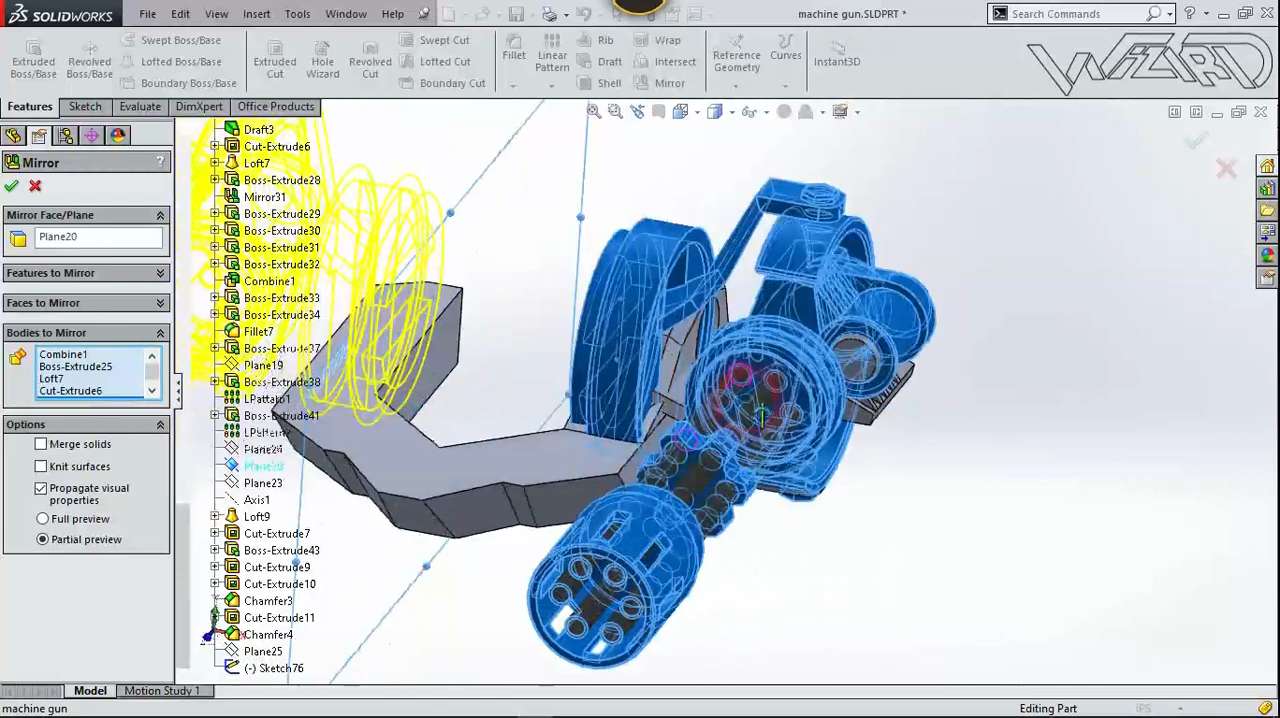 SOLIDWORKS
File Edit View Insert Tools Window Help
machine gun.SLDPRT *
Search Commands
Extruded Boss/Base
Revolved Boss/Base
Swept Boss/Base
Lofted Boss/Base
Boundary Boss/Base
Extruded Cut
Hole Wizard
Revolved Cut
Swept Cut
Lofted Cut
Boundary Cut
Fillet
Linear Pattern
Rib
Draft
Shell
Wrap
Intersect
Mirror
Reference Geometry
Curves
Instant3D
WIZARD
Features Sketch Evaluate DimXpert Office Products
Mirror ?
Mirror Face/Plane
Plane20
Features to Mirror
Faces to Mirror
Bodies to Mirror
Combine1
Boss-Extrude25
Loft7
Cut-Extrude6
Options
Merge solids
Knit surfaces
Propagate visual
properties
Full preview
Partial preview
Draft3
Cut-Extrude6
Loft7
Boss-Extrude28
Mirror31
Boss-Extrude29
Boss-Extrude30
Boss-Extrude31
Boss-Extrude32
Combine1
Boss-Extrude33
Boss-Extrude34
Fillet7
Boss-Extrude37
Plane19
Boss-Extrude38
Boss-Extrude41
Plane23
Axis1
Loft9
Cut-Extrude7
Boss-Extrude43
Cut-Extrude9
Cut-Extrude10
Chamfer3
Cut-Extrude11
Chamfer4
Plane25
(-) Sketch76
Model Motion Study 1
machine gun
Editing Part
IPS